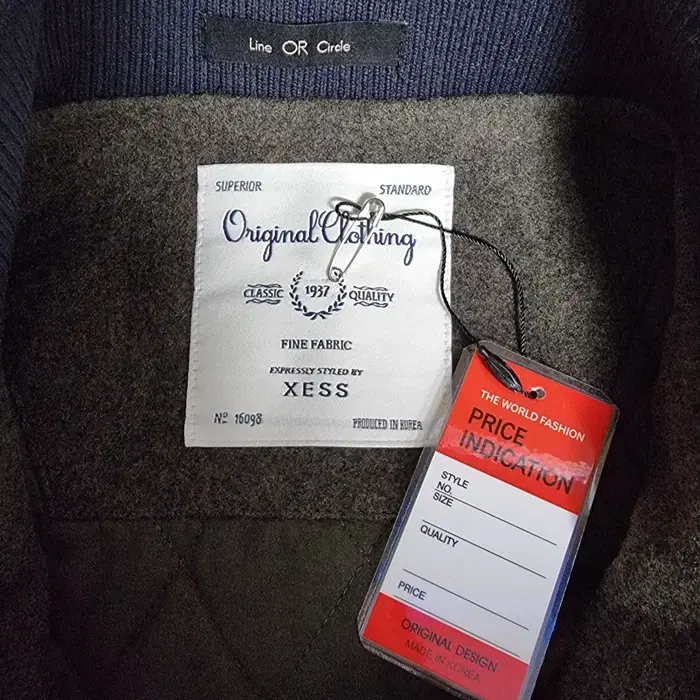 Line OR Circle
SUPERIOR STANDARD
Original Clothing
CLASSIC 1937 QUALITY
FINE FABRIC
EXPRESSLY STYLED BY
XESS
Nº 16098 PRODUCED IN KOREA
THE WORLD FASHION
PRICE
INDICATION
STYLE
NO.
SIZE
QUALITY
PRICE
ORIGINAL DESIGN
MADE IN KOREA